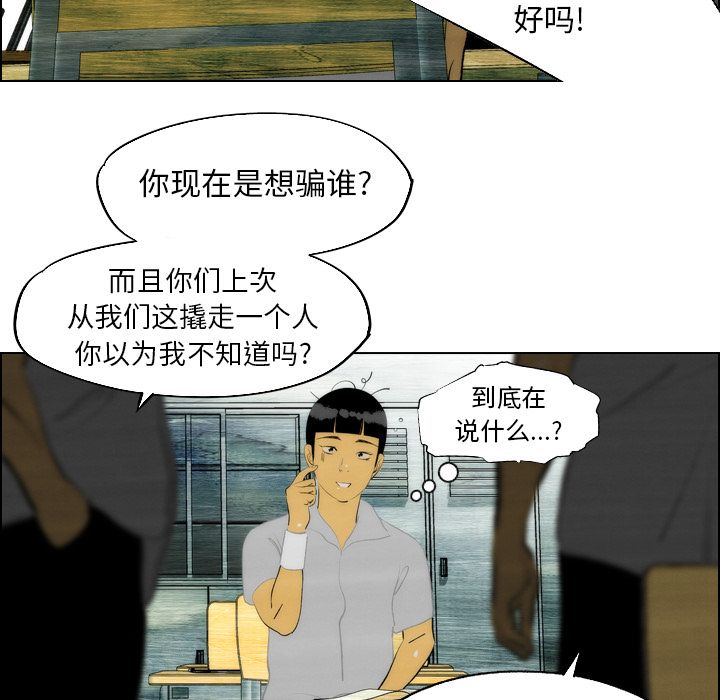 好吗!
你现在是想骗谁?
而且你们上次
从我们这撬走一个人
你以为我不知道吗?
到底在
说什么...?